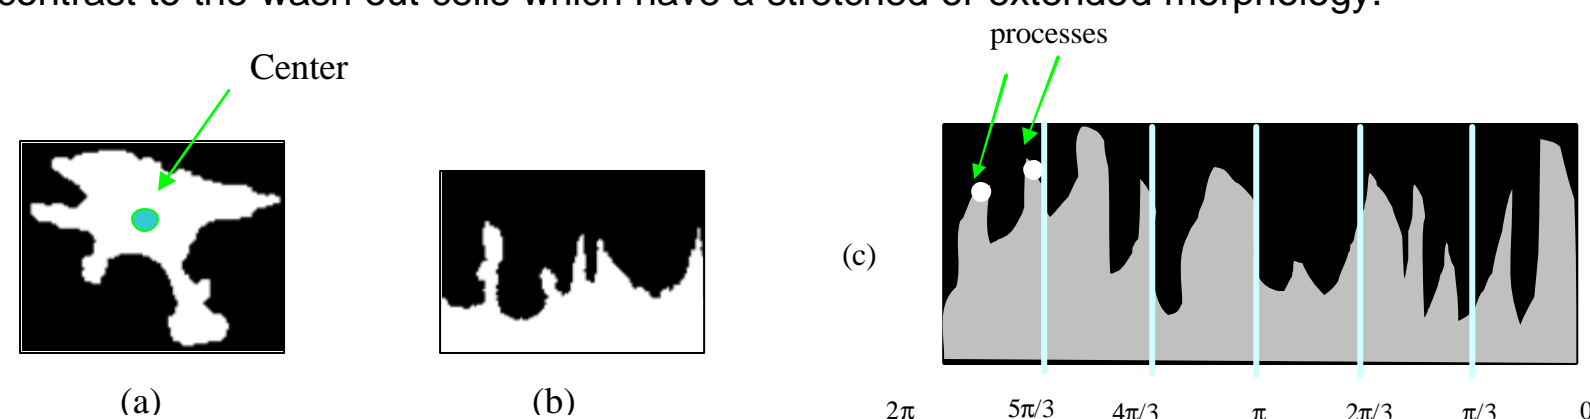 contrast to the wash-out cells which have a stretched or extended morphology.
processes
Center
(c)
(a)
(b)
2π 5π/3 4π/3 π 2π/3 π/3 0